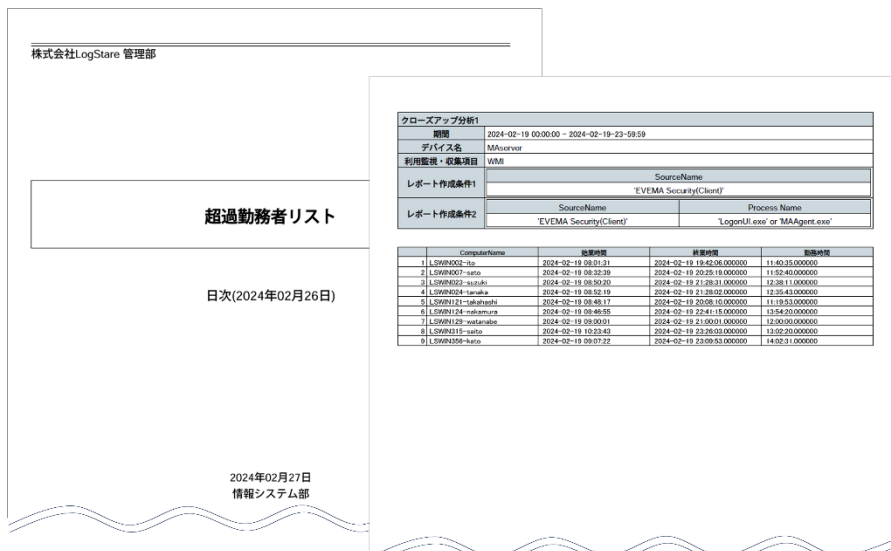 株式会社LogStare 管理部
超過勤務者リスト
日次(2024年02月26日)
2024年02月27日
情報システム部
クローズアップ分析1
期間 2024-02-19 00:00:00 - 2024-02-19-23-59:59
デバイス名 MAserver
利用監視・収集項目 WMI
レポート作成条件1 SourceName
'EVEMA Security(Client)'
レポート作成条件2 SourceName Process Name
'EVEMA Security(Client)' 'LogonUI.exe' or 'MAAgent.exe'
ComputerName 始業時間 終業時間 勤務時間
1 LSWIN002-ito 2024-02-19 08:01:31 2024-02-19 19:42:06.000000 11:40:35.000000
2 LSWIN007-sato 2024-02-19 08:32:39 2024-02-19 20:25:19.000000 11:52:40.000000
3 LSWIN023-suzuki 2024-02-19 08:50:20 2024-02-19 21:28:31.000000 12:38:11.000000
4 LSWIN024-tanaka 2024-02-19 08:52:19 2024-02-19 21:28:02.000000 12:35:43.000000
5 LSWIN121-takahashi 2024-02-19 08:48:17 2024-02-19 20:08:10.000000 11:19:53.000000
6 LSWIN124-nakamura 2024-02-19 08:46:55 2024-02-19 22:41:15.000000 13:54:20.000000
7 LSWIN129-watanabe 2024-02-19 09:00:01 2024-02-19 21:00:01.000000 12:00:00.000000
8 LSWIN315-saito 2024-02-19 10:23:43 2024-02-19 23:26:03.000000 13:02:20.000000
9 LSWIN356-kato 2024-02-19 09:07:22 2024-02-19 23:09:53.000000 14:02:31.000000